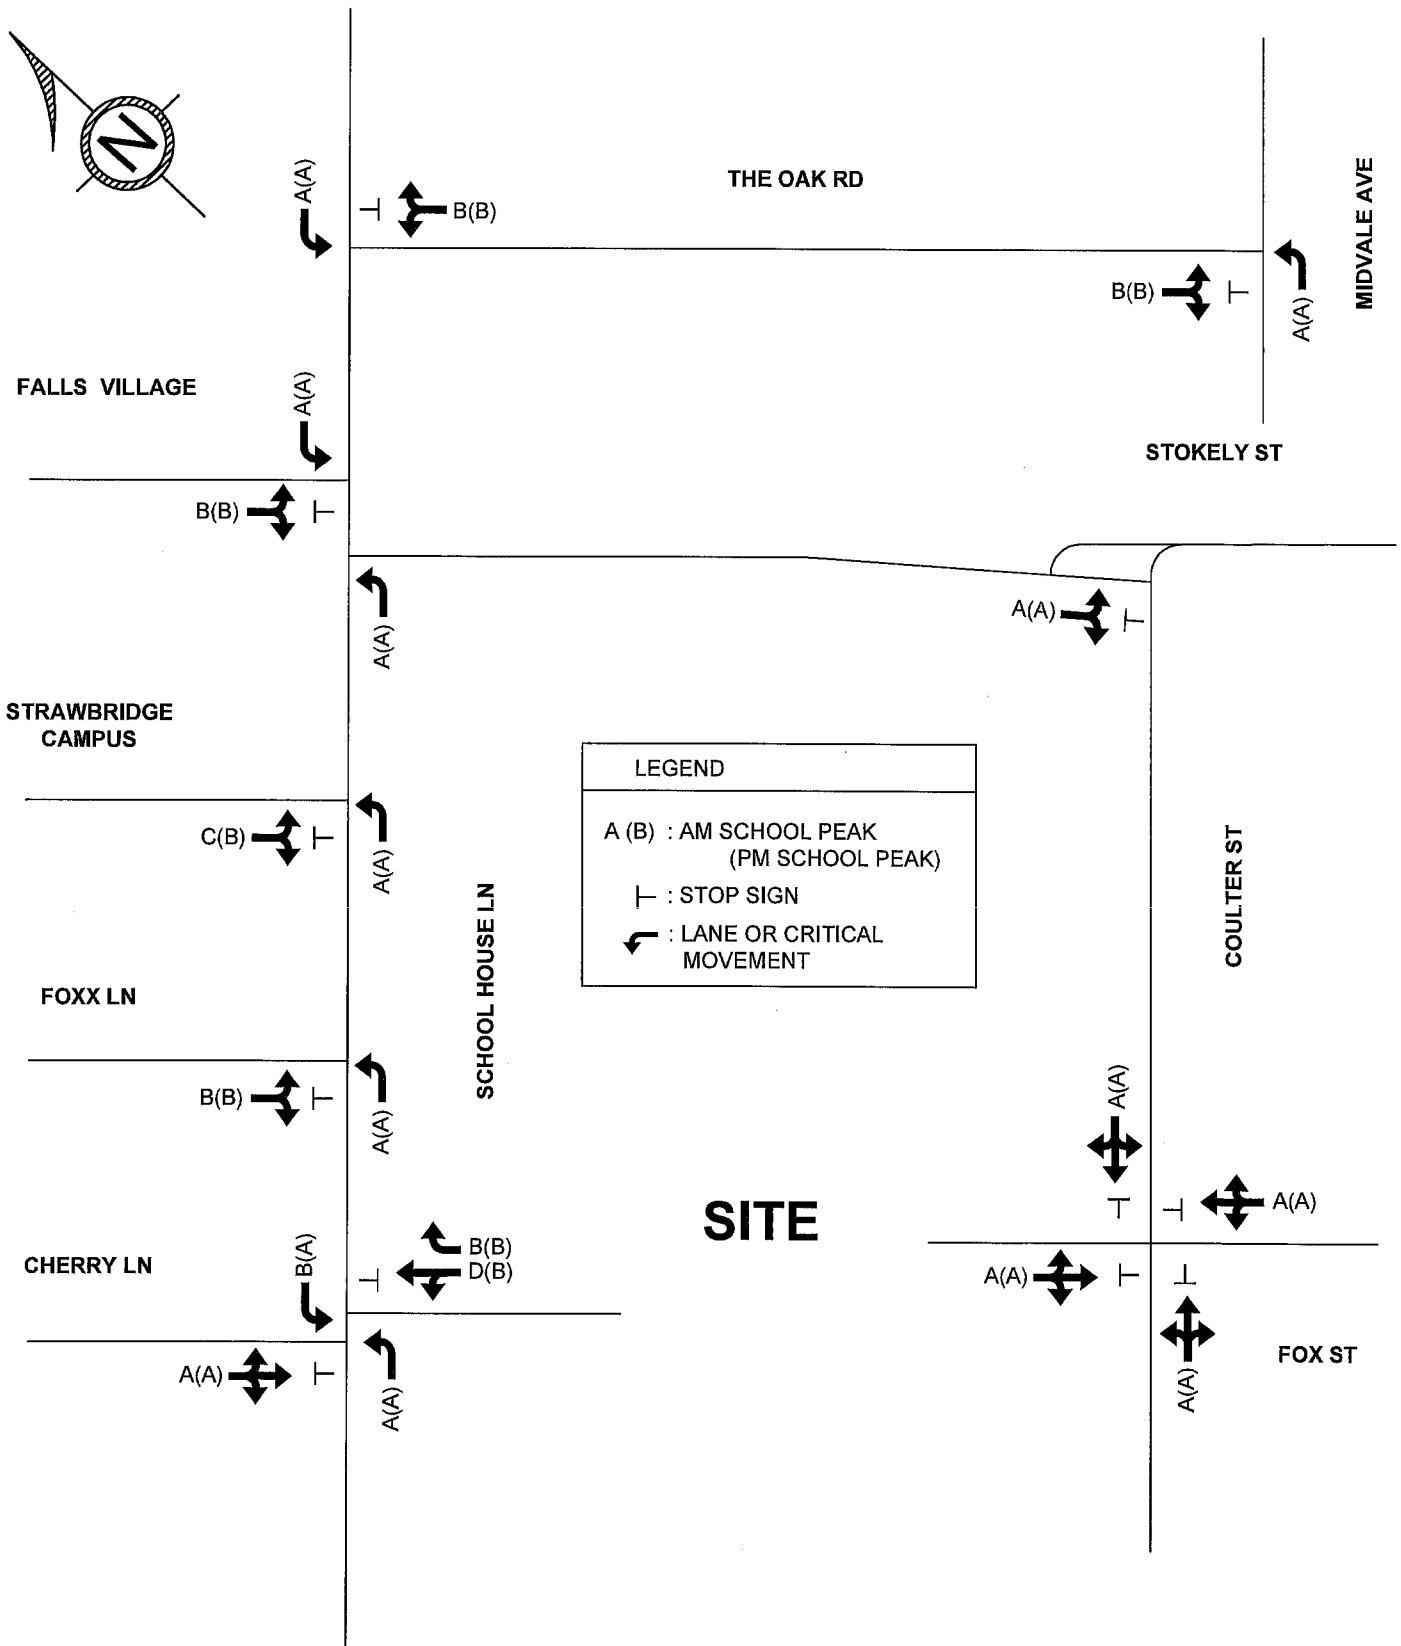 N
THE OAK RD
MIDVALE AVE
A(A)
B(B)
B(B)
A(A)
FALLS VILLAGE
A(A)
STOKELY ST
B(B)
A(A)
A(A)
STRAWBRIDGE
CAMPUS
C(B)
A(A)
LEGEND
A (B) : AM SCHOOL PEAK
(PM SCHOOL PEAK)
: STOP SIGN
: LANE OR CRITICAL
MOVEMENT
SCHOOL HOUSE LN
COULTER ST
FOXX LN
B(B)
A(A)
A(A)
SITE
A(A)
CHERRY LN
B(A)
B(B)
D(B)
A(A)
A(A)
A(A)
A(A)
FOX ST